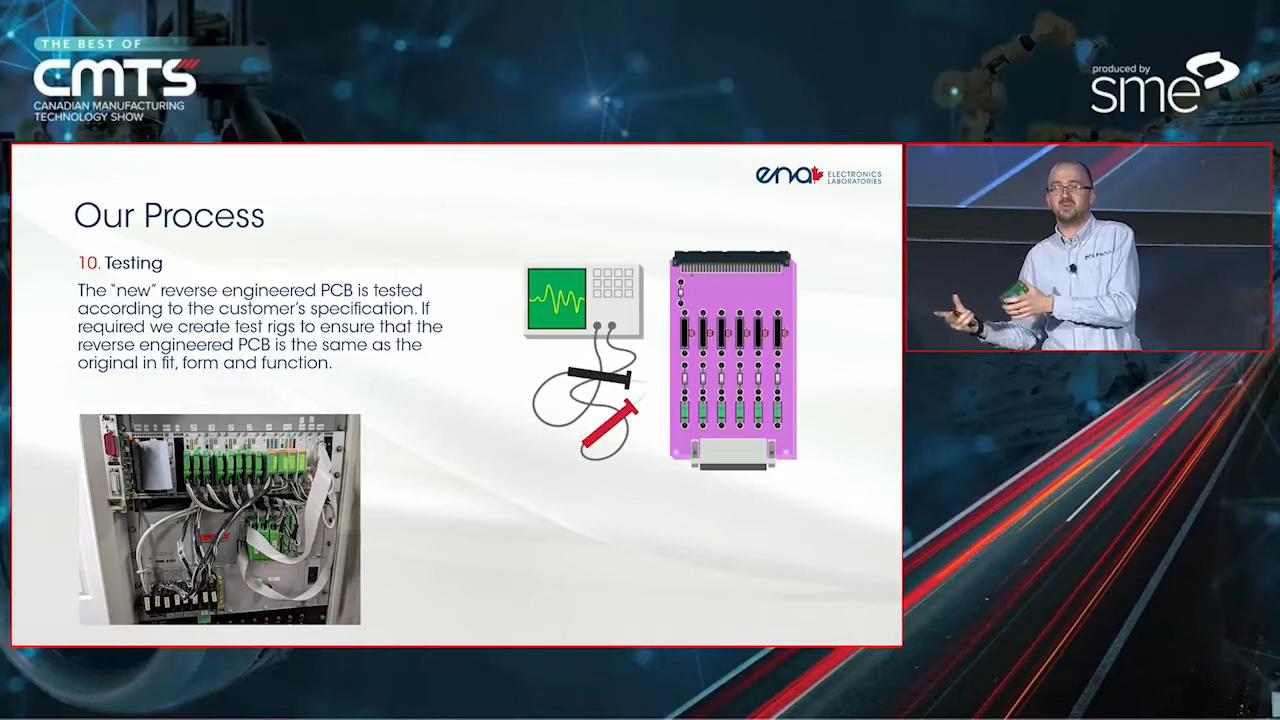 THE BEST OF
CMTS
CANADIAN MANUFACTURING
TECHNOLOGY SHOW
produced by
sme
ena ELECTRONICS
LABORATORIES
Our Process
10. Testing
The "new" reverse engineered PCB is tested
according to the customer's specification. If
required we create test rigs to ensure that the
reverse engineered PCB is the same as the
original in fit, form and function.